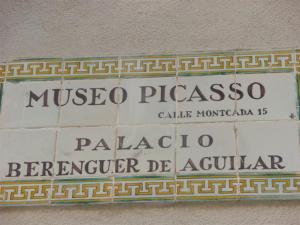 MUSEO PICASSO
CALLE MONTCADA 15
PALACIO
BERENGUER DE AGUILAR